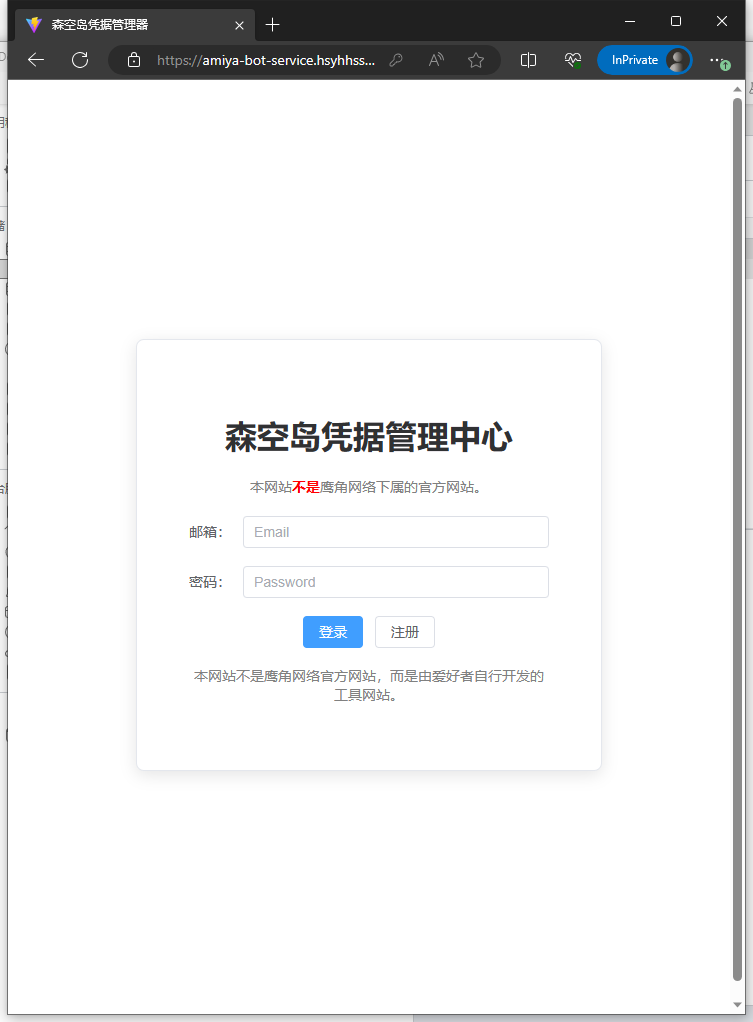 森空岛凭据管理器
https://amiya-bot-service.hsyhhss...
InPrivate
森空岛凭据管理中心
本网站不是鹰角网络下属的官方网站。
邮箱：
Email
密码：
Password
登录
注册
本网站不是鹰角网络官方网站，而是由爱好者自行开发的
工具网站。